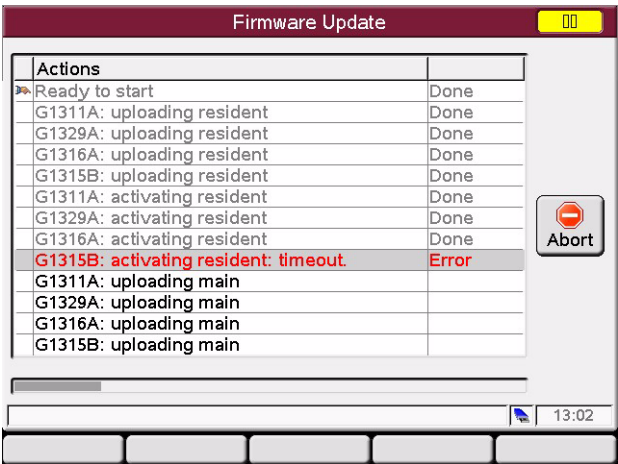 Firmware Update
Actions
Ready to start Done
G1311A: uploading resident Done
G1329A: uploading resident Done
G1316A: uploading resident Done
G1315B: uploading resident Done
G1311A: activating resident Done
G1329A: activating resident Done
G1316A: activating resident Done
G1315B: activating resident: timeout. Error
G1311A: uploading main
G1329A: uploading main
G1316A: uploading main
G1315B: uploading main
Abort
13:02